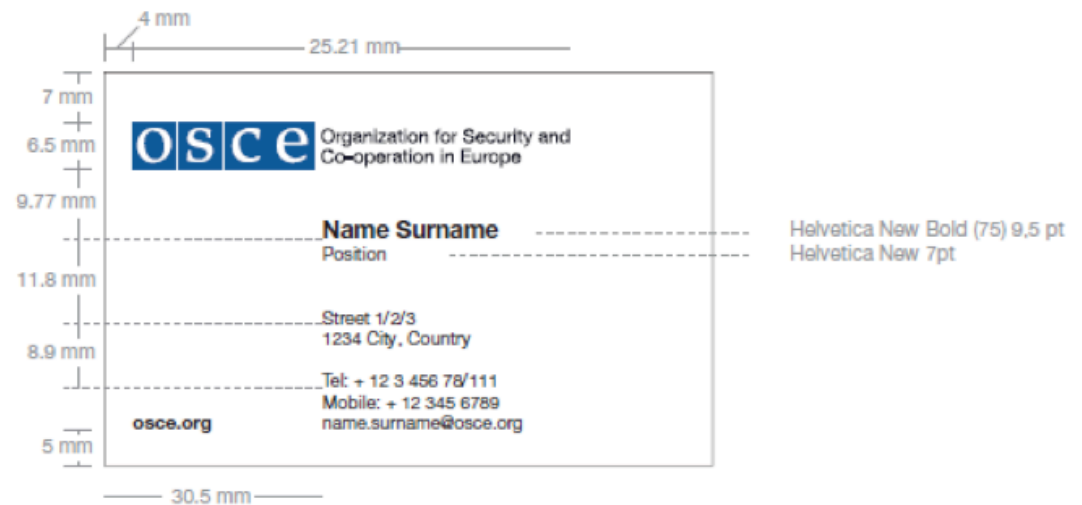 4 mm
25.21 mm
7 mm
6.5 mm
osce Organization for Security and
Co-operation in Europe
9.77 mm
Name Surname Helvetica New Bold (75) 9,5 pt
Position Helvetica New 7pt
11.8 mm
Street 1/2/3
1234 City, Country
8.9 mm
Tel: + 12 3 456 78/111
Mobile: + 12 345 6789
osce.org name.surname@osce.org
5 mm
30.5 mm